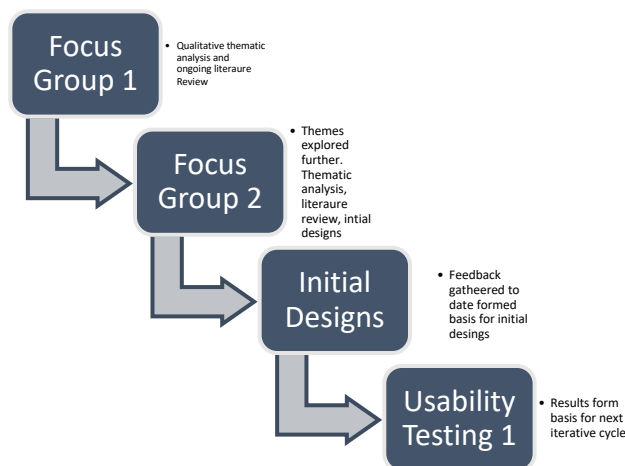 Focus
Group 1
• Qualitative thematic
analysis and
ongoing literaure
Review
Focus
Group 2
• Themes
explored
further.
Thematic
analysis,
literaure
review, intial
designs
Initial
Designs
• Feedback
gatheered to
date formed
basis for initial
desings
Usability
Testing 1
• Results form
basis for next
iterative cycle